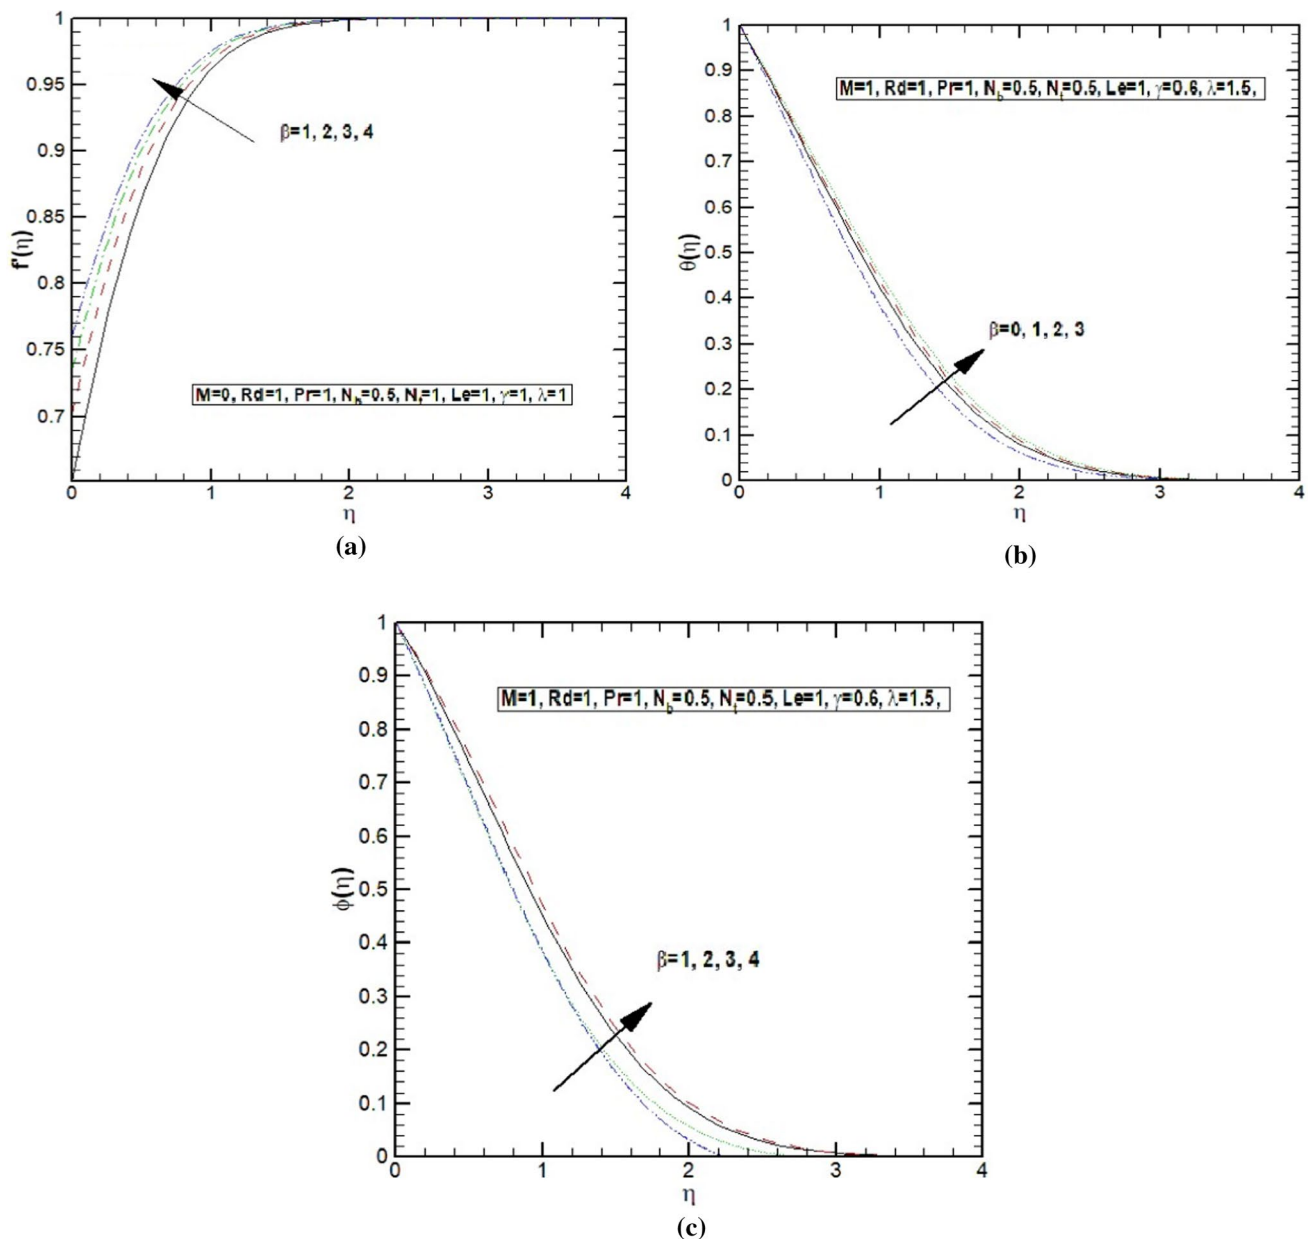 1
0.95
0.9
0.85
0.8
0.75
0.7
f'(η)
β=1, 2, 3, 4
M=0, Rd=1, Pr=1, N_b=0.5, N_t=1, Le=1, γ=1, λ=1
0 1 2 3 4
η
(a)
1
0.9
0.8
0.7
0.6
0.5
0.4
0.3
0.2
0.1
0
θ(η)
M=1, Rd=1, Pr=1, N_b=0.5, N_t=0.5, Le=1, γ=0.6, λ=1.5,
β=0, 1, 2, 3
0 1 2 3 4
η
(b)
1
0.9
0.8
0.7
0.6
0.5
0.4
0.3
0.2
0.1
0
ϕ(η)
M=1, Rd=1, Pr=1, N_b=0.5, N_t=0.5, Le=1, γ=0.6, λ=1.5,
β=1, 2, 3, 4
0 1 2 3 4
η
(c)